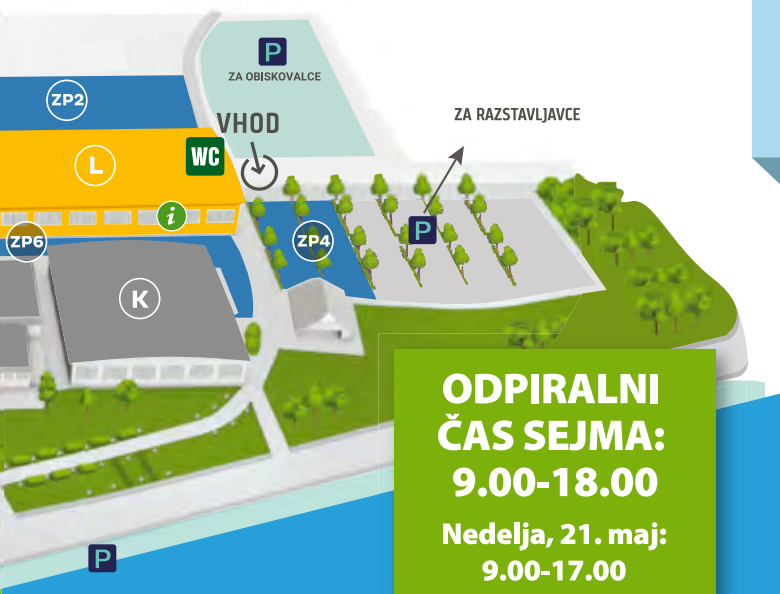 P
ZA OBISKOVALCE
ZP2
VHOD
ZA RAZSTAVLJAVCE
WC
L
i
P
ZP6
ZP4
K
ODPIRALNI
ČAS SEJMA:
9.00-18.00
Nedelja, 21. maj:
9.00-17.00
P